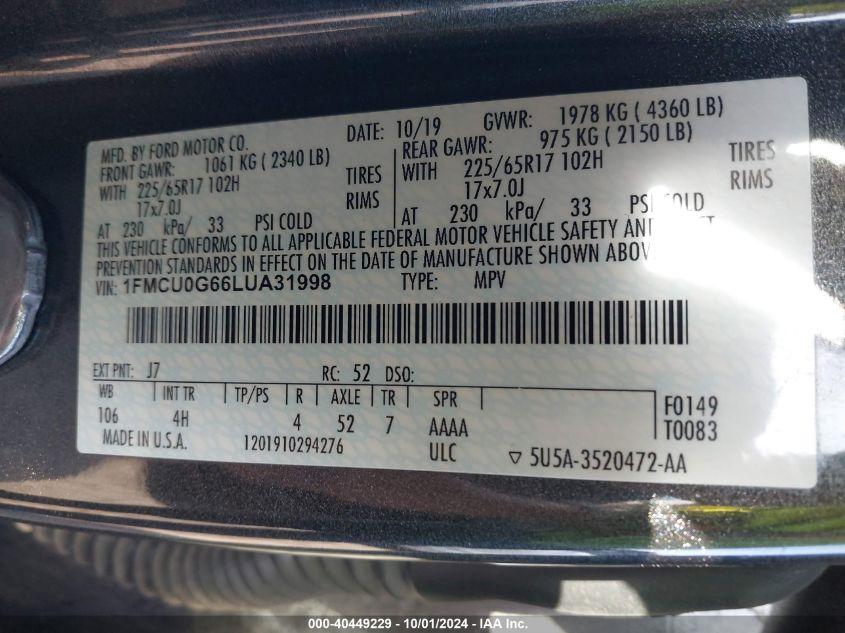 MFD. BY FORD MOTOR CO. DATE: 10/19 GVWR: 1978 KG ( 4360 LB)
FRONT GAWR: 1061 KG ( 2340 LB) REAR GAWR: 975 KG ( 2150 LB)
WITH 225/65R17 102H TIRES WITH 225/65R17 102H TIRES
17x7.0J RIMS 17x7.0J RIMS
AT 230 kPa/ 33 PSI COLD AT 230 kPa/ 33 PSI COLD
THIS VEHICLE CONFORMS TO ALL APPLICABLE FEDERAL MOTOR VEHICLE SAFETY AND
PREVENTION STANDARDS IN EFFECT ON THE DATE OF MANUFACTURE SHOWN
VIN: 1FMCU0G66LUA31998 TYPE: MPV
EXT PNT: J7 RC: 52 DSO:
WB INT TR TP/PS R AXLE TR SPR F0149
106 4H 4 52 7 AAAA T0083
MADE IN U.S.A. 1201910294276 ULC ▽ 5U5A-3520472-AA
000-40449229 - 10/01/2024 - IAA Inc.